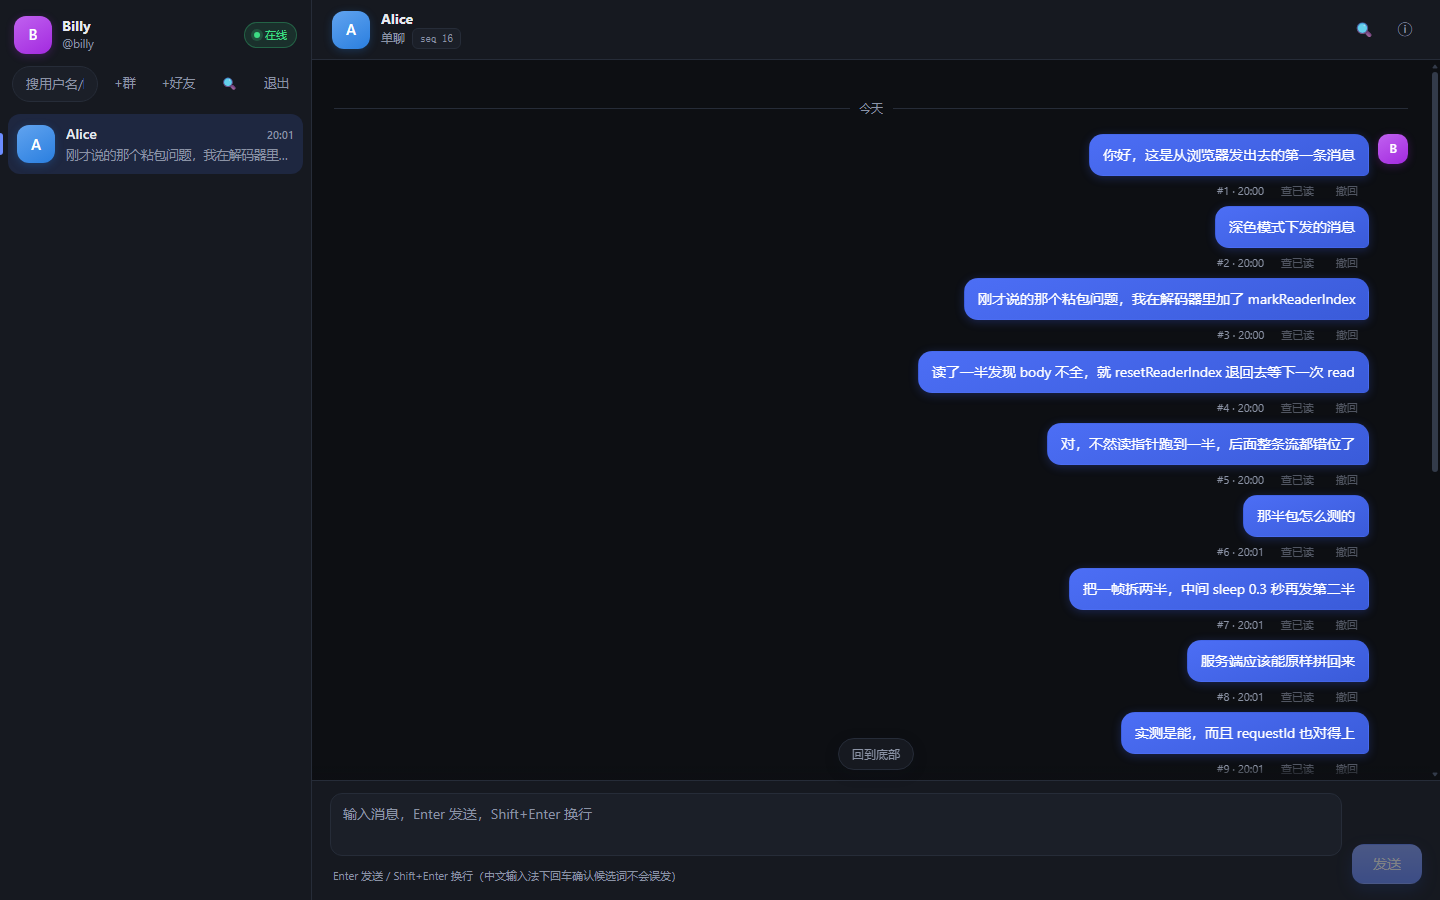 B
Billy
@billy
在线
搜用户名/
+群
+好友
退出
A
Alice
20:01
刚才说的那个粘包问题，我在解码器里...
A
Alice
单聊
seq 16
今天
你好，这是从浏览器发出去的第一条消息
B
#1 · 20:00 查已读 撤回
深色模式下发的消息
#2 · 20:00 查已读 撤回
刚才说的那个粘包问题，我在解码器里加了 markReaderIndex
#3 · 20:00 查已读 撤回
读了一半发现 body 不全，就 resetReaderIndex 退回去等下一次 read
#4 · 20:00 查已读 撤回
对，不然读指针跑到一半，后面整条流都错位了
#5 · 20:00 查已读 撤回
那半包怎么测的
#6 · 20:01 查已读 撤回
把一帧拆两半，中间 sleep 0.3 秒再发第二半
#7 · 20:01 查已读 撤回
服务端应该能原样拼回来
#8 · 20:01 查已读 撤回
实测是能，而且 requestId 也对得上
#9 · 20:01 查已读 撤回
回到底部
输入消息，Enter 发送，Shift+Enter 换行
发送
Enter 发送 / Shift+Enter 换行（中文输入法下回车确认候选词不会误发）